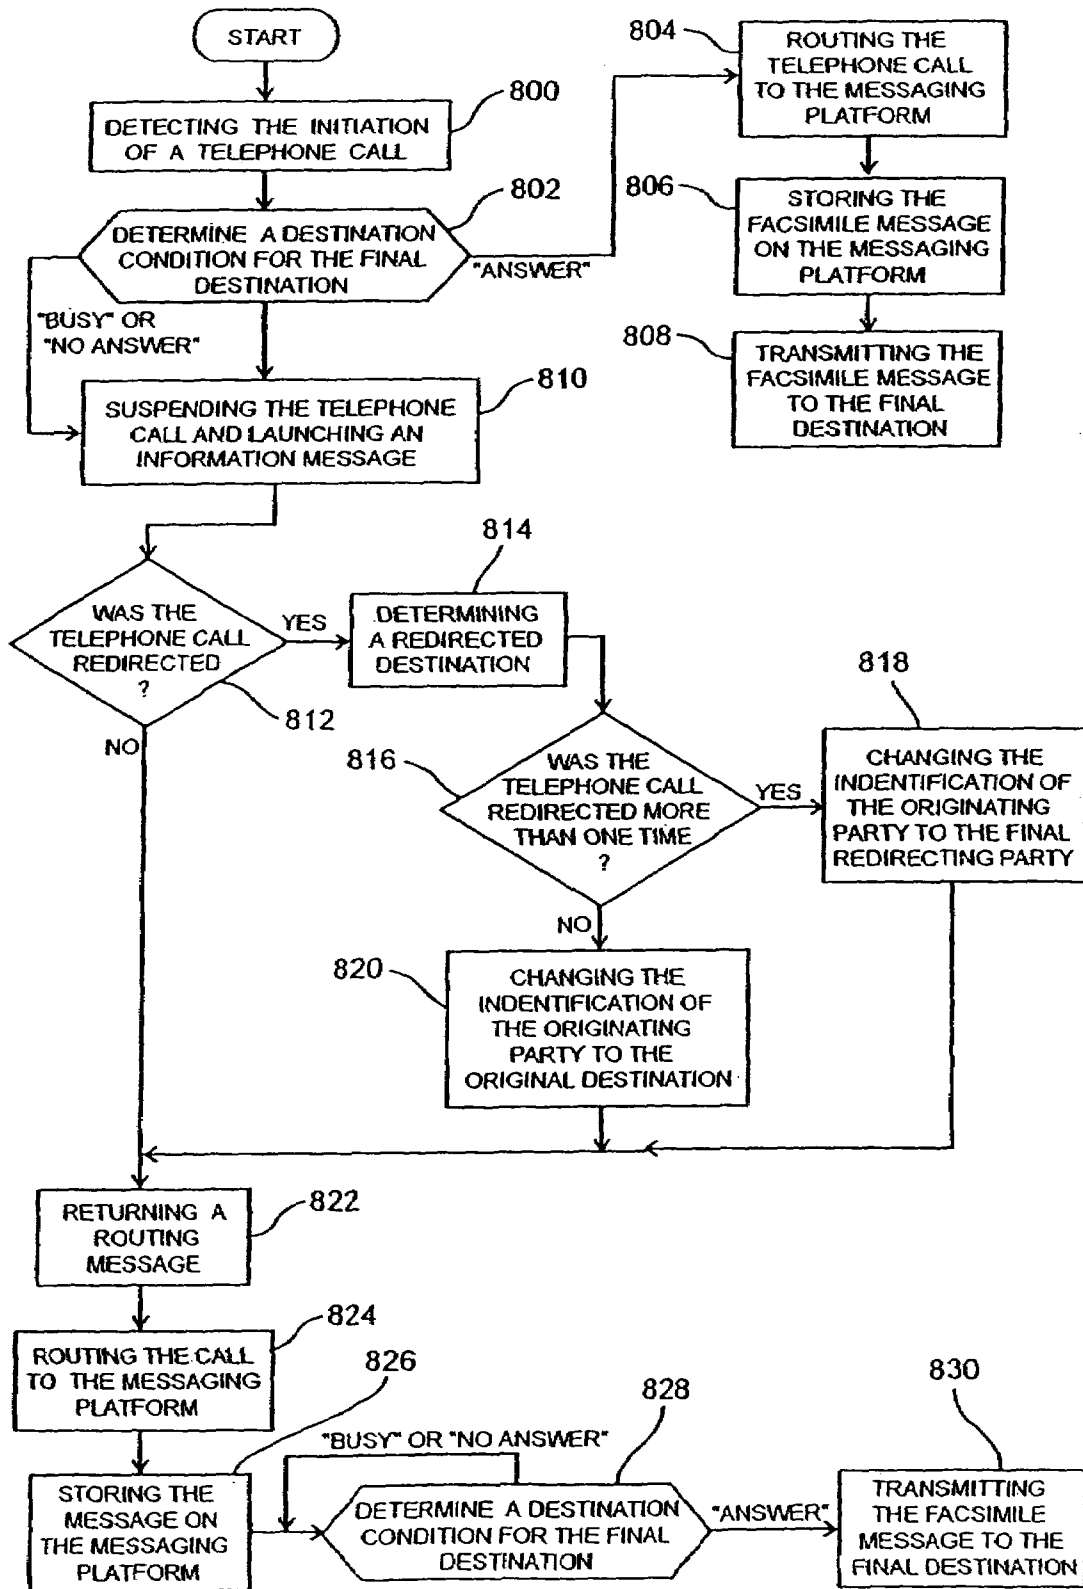 START
800
DETECTING THE INITIATION
OF A TELEPHONE CALL
802
DETERMINE A DESTINATION
CONDITION FOR THE FINAL
DESTINATION
"ANSWER"
"BUSY" OR
"NO ANSWER"
804
ROUTING THE
TELEPHONE CALL
TO THE MESSAGING
PLATFORM
806
STORING THE
FACSIMILE MESSAGE
ON THE MESSAGING
PLATFORM
808
TRANSMITTING THE
FACSIMILE MESSAGE
TO THE FINAL
DESTINATION
810
SUSPENDING THE TELEPHONE
CALL AND LAUNCHING AN
INFORMATION MESSAGE
WAS THE
TELEPHONE CALL
REDIRECTED
?
812
YES
NO
814
DETERMINING
A REDIRECTED
DESTINATION
816
WAS THE
TELEPHONE CALL
REDIRECTED MORE
THAN ONE TIME
?
YES
NO
818
CHANGING THE
INDENTIFICATION OF
THE ORIGINATING
PARTY TO THE FINAL
REDIRECTING PARTY
820
CHANGING THE
INDENTIFICATION OF
THE ORIGINATING
PARTY TO THE
ORIGINAL DESTINATION
822
RETURNING A
ROUTING
MESSAGE
824
ROUTING THE CALL
TO THE MESSAGING
PLATFORM
826
STORING THE
MESSAGE ON
THE MESSAGING
PLATFORM
"BUSY" OR "NO ANSWER"
828
DETERMINE A DESTINATION
CONDITION FOR THE FINAL
DESTINATION
"ANSWER"
830
TRANSMITTING
THE FACSIMILE
MESSAGE TO THE
FINAL DESTINATION